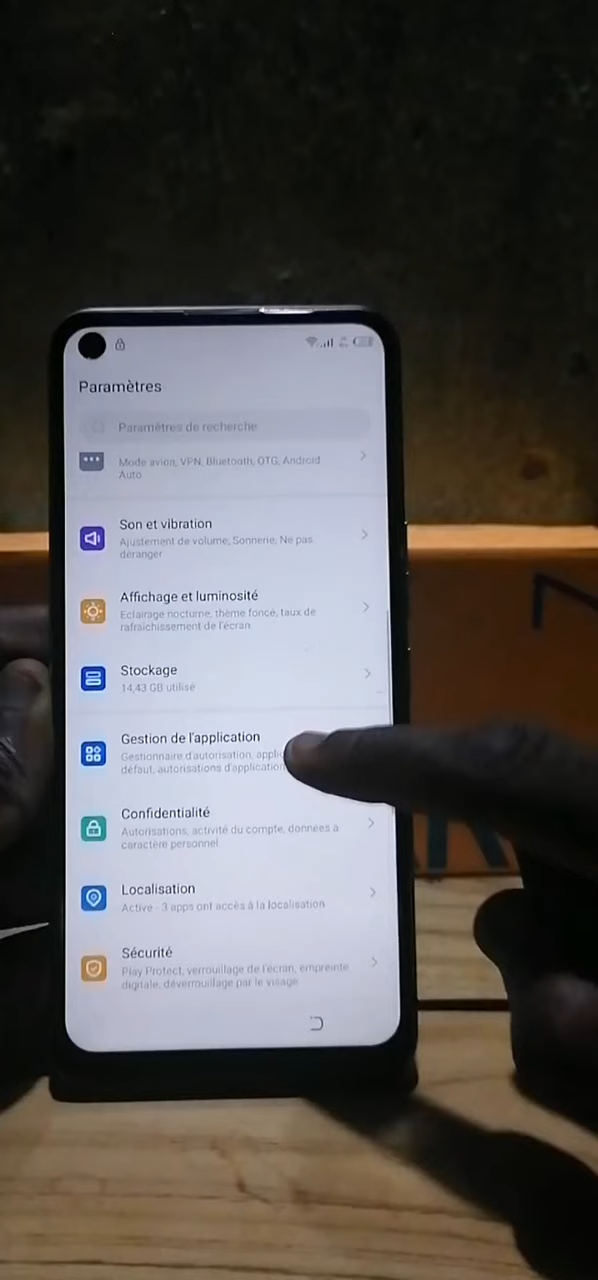 Paramètres
Paramètres de recherche
Mode avion, VPN, Bluetooth, OTG, Android
Auto
Son et vibration
Ajustement de volume, Sonnerie, Ne pas
déranger
Affichage et luminosité
Eclairage nocturne, thème foncé, taux de
rafraîchissement de l'écran
Stockage
14,43 GB utilisé
Gestion de l'application
Gestionnaire d'autorisation, applic
défaut, autorisations d'application
Confidentialité
Autorisations, activité du compte, données à
caractère personnel
Localisation
Active - 3 apps ont accès à la localisation
Sécurité
Play Protect, verrouillage de l'écran, empreinte
digitale, déverrouillage par le visage